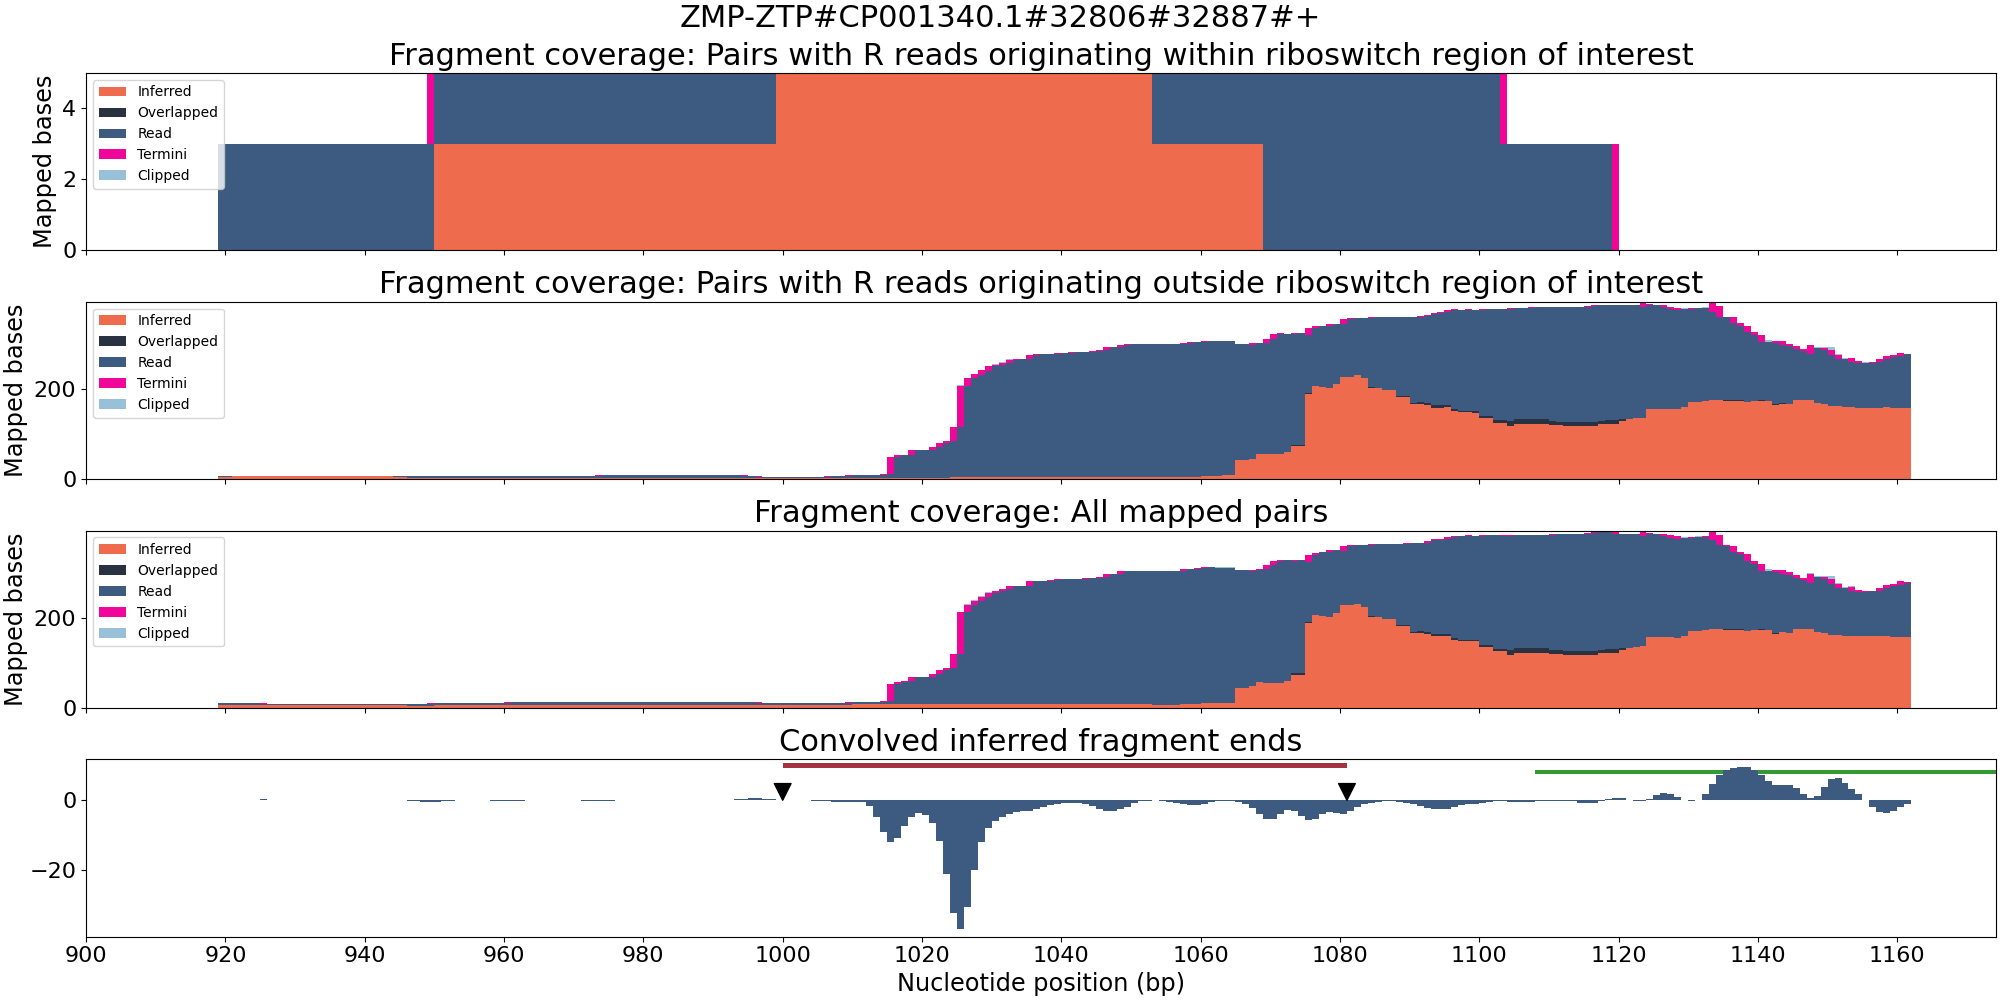 ZMP-ZTP#CP001340.1#32806#32887#+
Fragment coverage: Pairs with R reads originating within riboswitch region of interest
Mapped bases
4
2
0
Inferred
Overlapped
Read
Termini
Clipped
Fragment coverage: Pairs with R reads originating outside riboswitch region of interest
Mapped bases
200
0
Inferred
Overlapped
Read
Termini
Clipped
Fragment coverage: All mapped pairs
Mapped bases
200
0
Inferred
Overlapped
Read
Termini
Clipped
Convolved inferred fragment ends
0
−20
900 920 940 960 980 1000 1020 1040 1060 1080 1100 1120 1140 1160
Nucleotide position (bp)